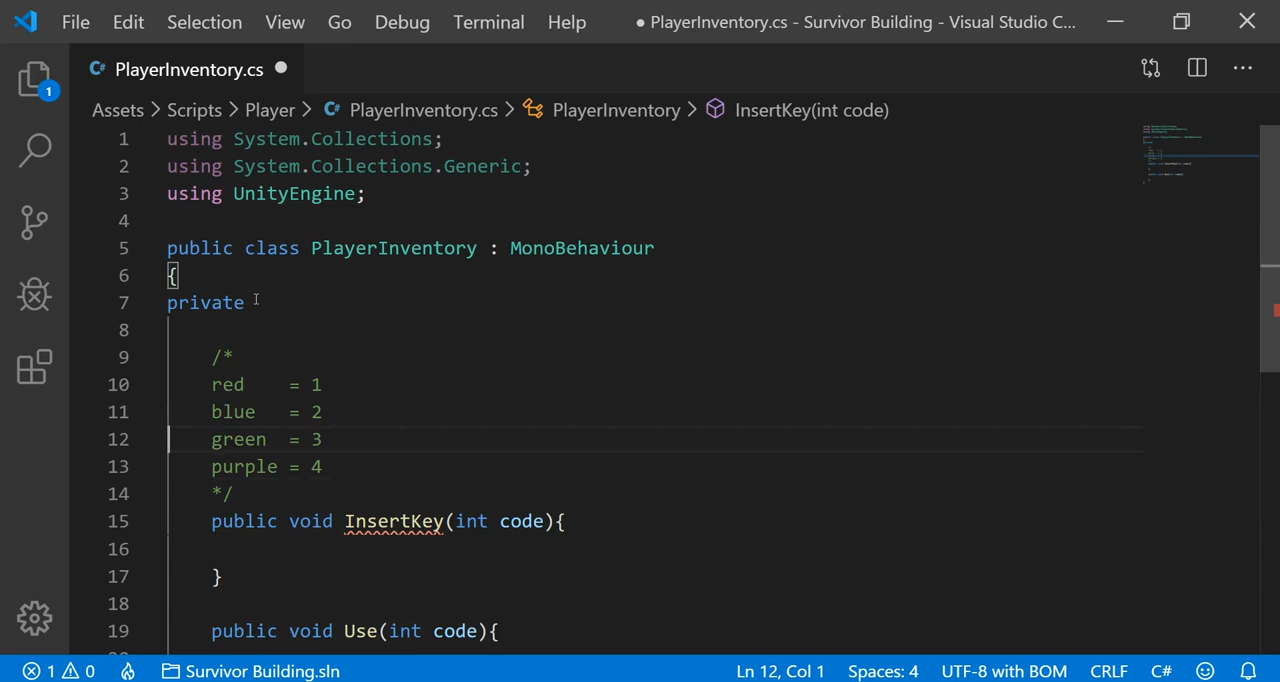 File Edit Selection View Go Debug Terminal Help ● PlayerInventory.cs - Survivor Building - Visual Studio C...
1
C# PlayerInventory.cs ●
Assets > Scripts > Player > C# PlayerInventory.cs > PlayerInventory > InsertKey(int code)
1 using System.Collections;
2 using System.Collections.Generic;
3 using UnityEngine;
4
5 public class PlayerInventory : MonoBehaviour
6 {
7 private
8
9 /*
10 red    = 1
11 blue   = 2
12 green  = 3
13 purple = 4
14 */
15 public void InsertKey(int code){
16
17 }
18
19 public void Use(int code){
1 0 Survivor Building.sln Ln 12, Col 1 Spaces: 4 UTF-8 with BOM CRLF C#